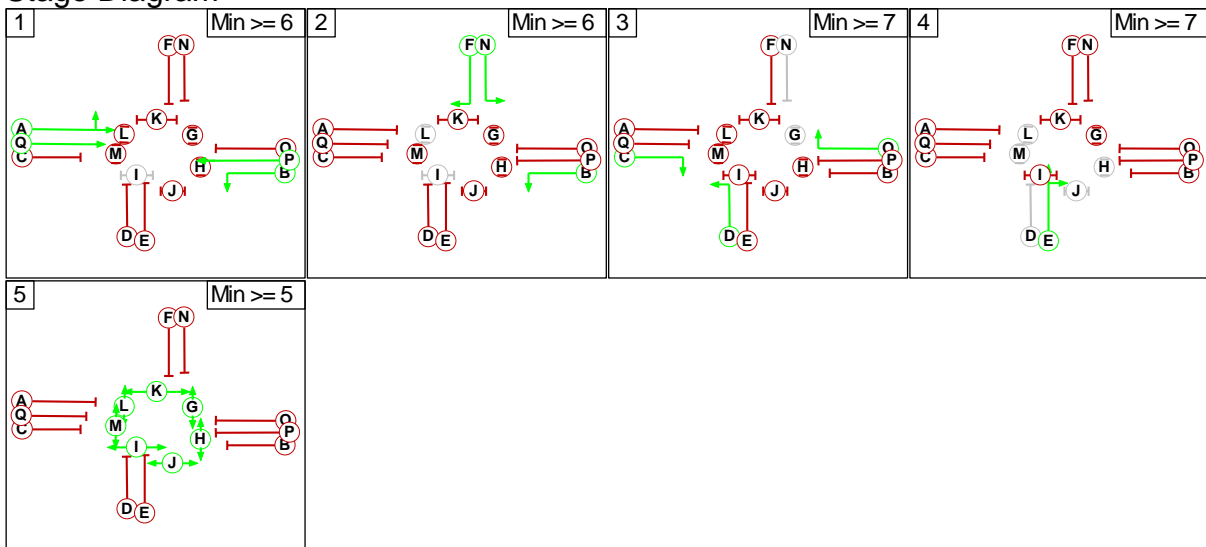 Stage Diagram
1 Min >= 6
F N
K
A L G
Q O
M P
C H B
I J
D E
2 Min >= 6
F N
K
A L G
Q O
M P
C H B
I J
D E
3 Min >= 7
F N
K
A L G
Q O
M P
C H B
I J
D E
4 Min >= 7
F N
K
A L G
Q O
M P
C H B
I J
D E
5 Min >= 5
F N
K
A L G
Q O
M P
C H B
I J
D E